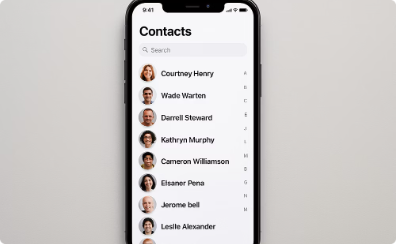 9:41
Contacts
Search
Courtney Henry
Wade Warten
Darrell Steward
Kathryn Murphy
Cameron Williamson
Elsaner Pena
Jerome bell
Leslie Alexander